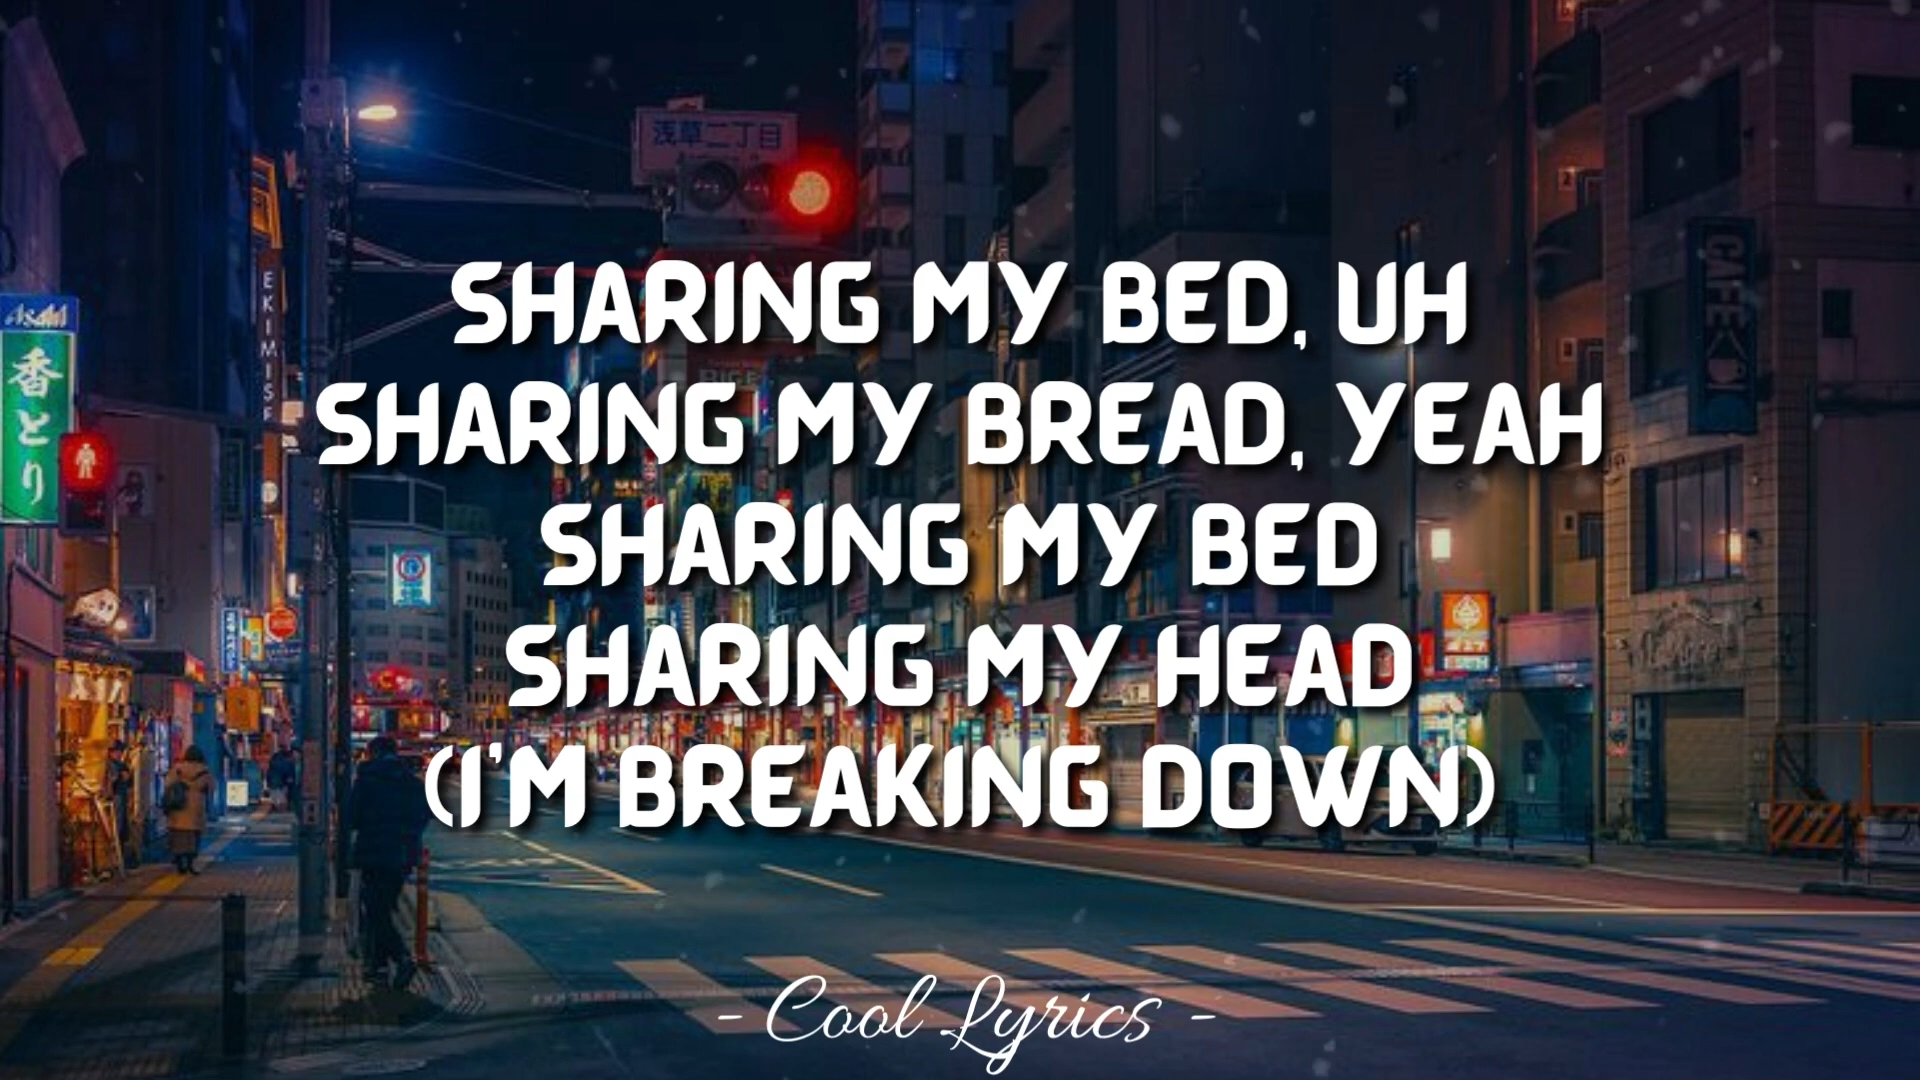 浅草二丁目
EKIMISE
Asahi
香とり
CAFE
SHARING MY BED, UH
SHARING MY BREAD, YEAH
SHARING MY BED
SHARING MY HEAD
(I'M BREAKING DOWN)
- Cool Lyrics -